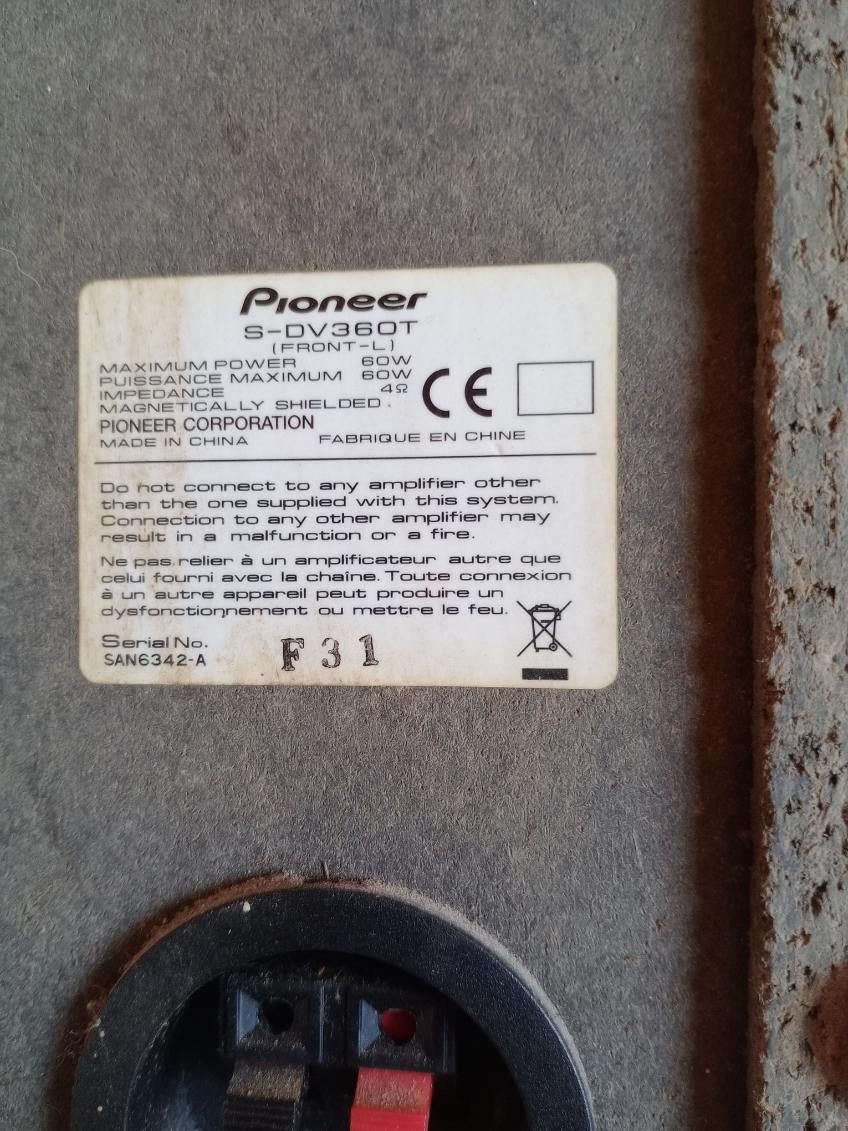 Pioneer
S-DV360T
(FRONT-L)
MAXIMUM POWER 60W
PUISSANCE MAXIMUM 60W
IMPEDANCE 4Ω
MAGNETICALLY SHIELDED.
CE
PIONEER CORPORATION
MADE IN CHINA FABRIQUE EN CHINE
Do not connect to any amplifier other
than the one supplied with this system.
Connection to any other amplifier may
result in a malfunction or a fire.
Ne pas relier à un amplificateur autre que
celui fourni avec la chaîne. Toute connexion
à un autre appareil peut produire un
dysfonctionnement ou mettre le feu.
Serial No.
SAN6342-A F31